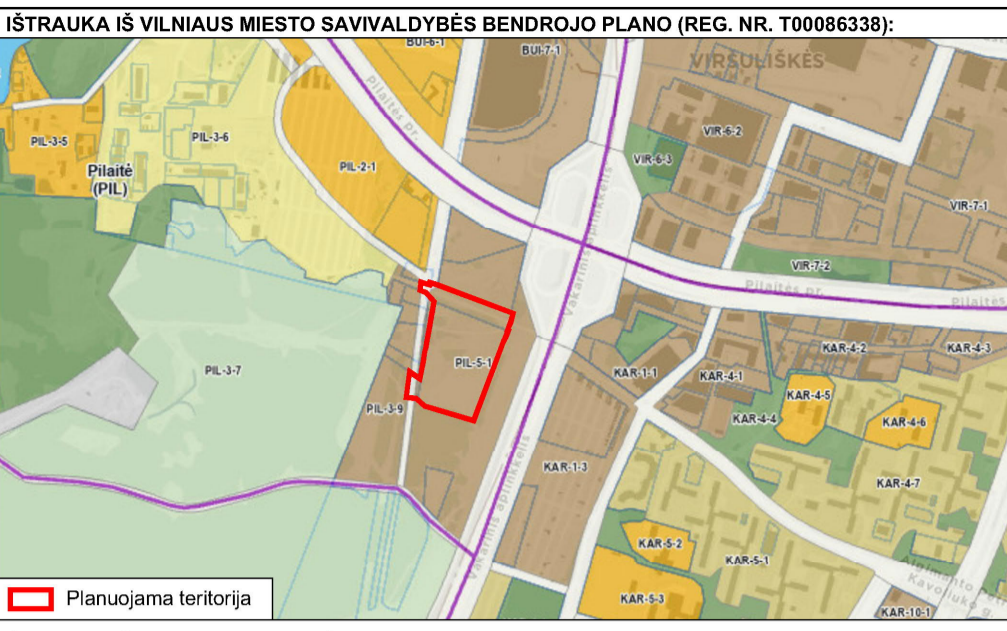 IŠTRAUKA IŠ VILNIAUS MIESTO SAVIVALDYBĖS BENDROJO PLANO (REG. NR. T00086338):
BUI-6-1
BUI-7-1
VIRŠULIŠKĖS
Pilaitės pr.
PIL-3-5
PIL-3-6
VIR-6-2
Pilaitė
(PIL)
PIL-2-1
VIR-6-3
Vakarinis aplinkkelis
VIR-7-1
VIR-7-2
Pilaitės pr.
Pilaitės
PIL-5-1
PIL-3-7
KAR-1-1
KAR-4-1
KAR-4-2
KAR-4-3
PIL-3-9
KAR-4-4
KAR-4-5
KAR-4-6
KAR-1-3
KAR-4-7
Vakarinis aplinkkelis
KAR-5-2
KAR-5-1
KAR-5-3
Kavoliuko g.
KAR-10-1
Planuojama teritorija